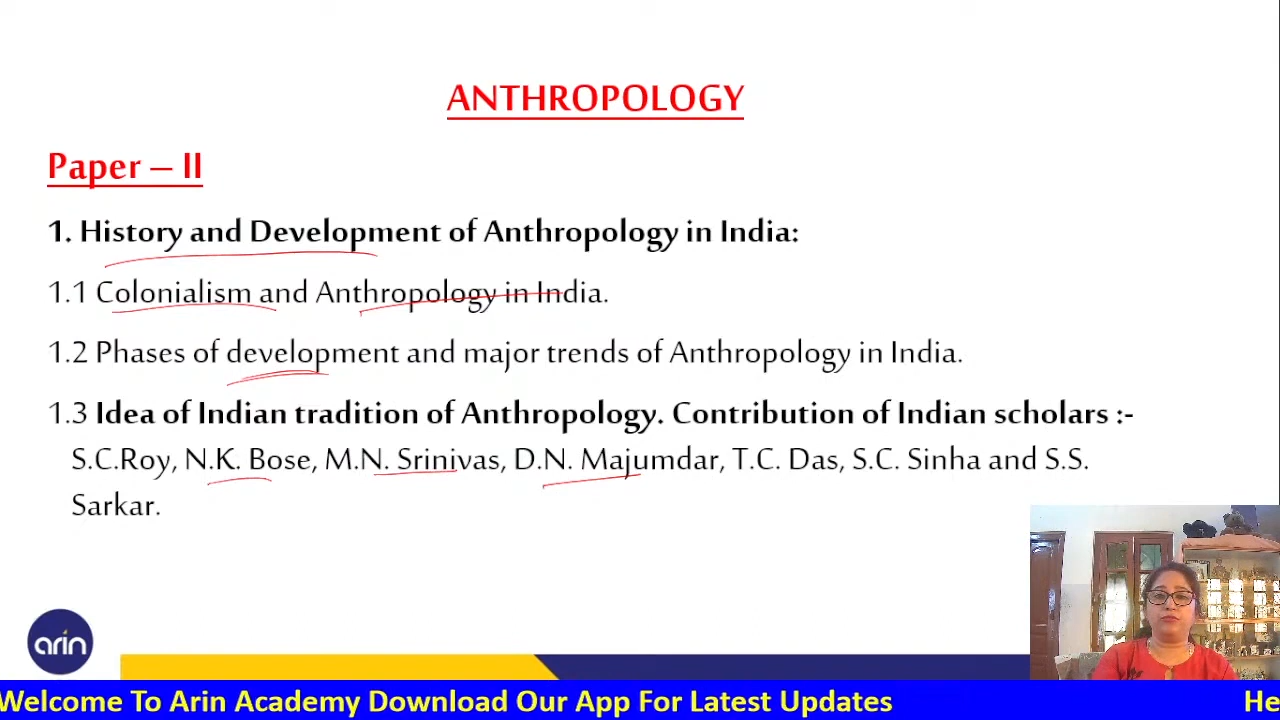 ANTHROPOLOGY
Paper – II
1. History and Development of Anthropology in India:
1.1 Colonialism and Anthropology in India.
1.2 Phases of development and major trends of Anthropology in India.
1.3 Idea of Indian tradition of Anthropology. Contribution of Indian scholars :-
S.C.Roy, N.K. Bose, M.N. Srinivas, D.N. Majumdar, T.C. Das, S.C. Sinha and S.S.
Sarkar.
arin
Welcome To Arin Academy Download Our App For Latest Updates He